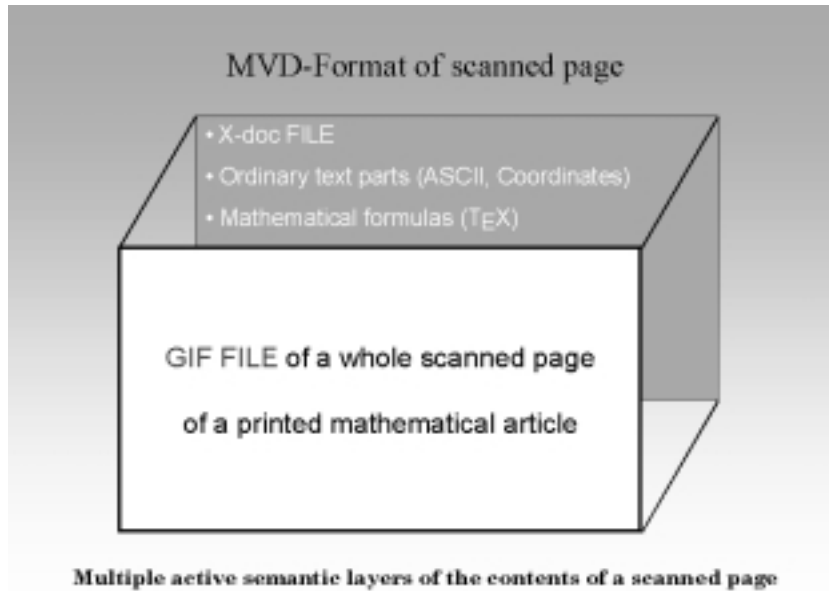 MVD-Format of scanned page
• X-doc FILE
• Ordinary text parts (ASCII, Coordinates)
• Mathematical formulas (TEX)
GIF FILE of a whole scanned page
of a printed mathematical article
Multiple active semantic layers of the contents of a scanned page